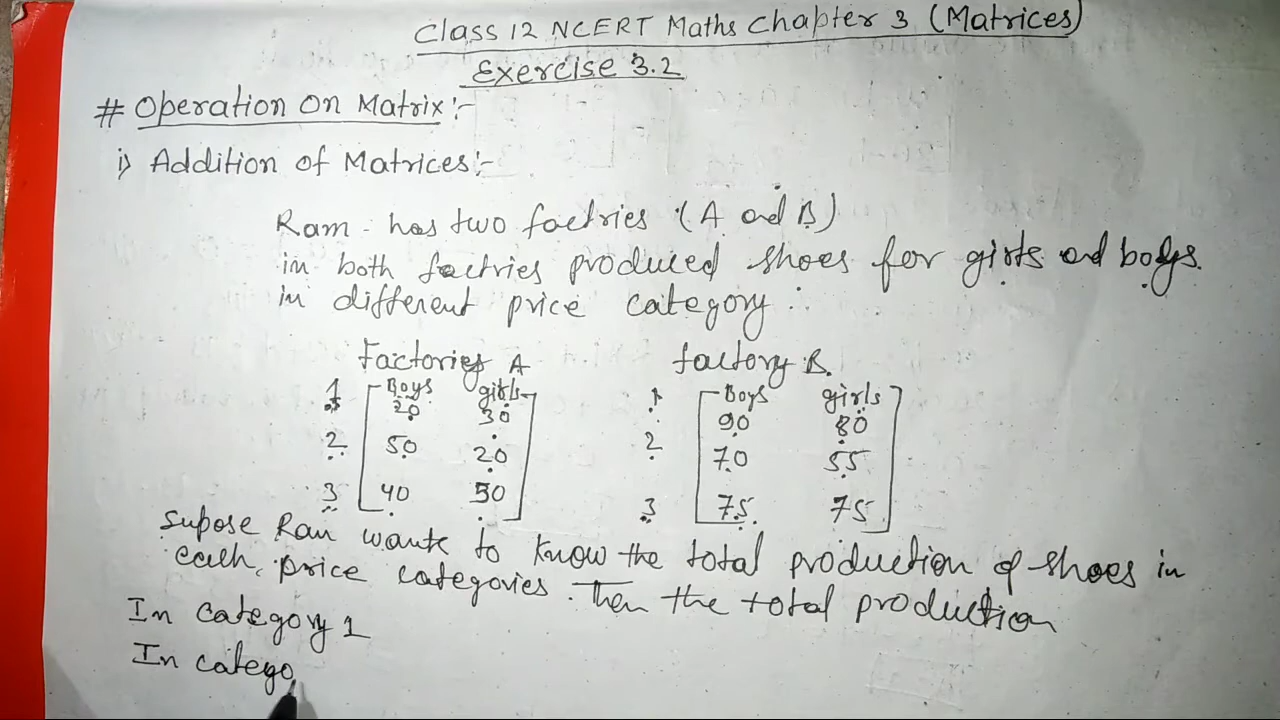 Class 12 NCERT Maths Chapter 3 (Matrices)
Exercise 3.2
# Operation On Matrix:-
i) Addition of Matrices:-
Ram has two factries (A and B)
in both factries produced shoes for girls and boys.
in different price category:
Factories A factory B.
Boys girls Boys girls
1 20 30 1 90 80
2 50 20 2 70 55
3 40 50 3 75 75
Supose Ram wants to know the total production of shoes in
each price categories. Then the total production
In category 1
In catego